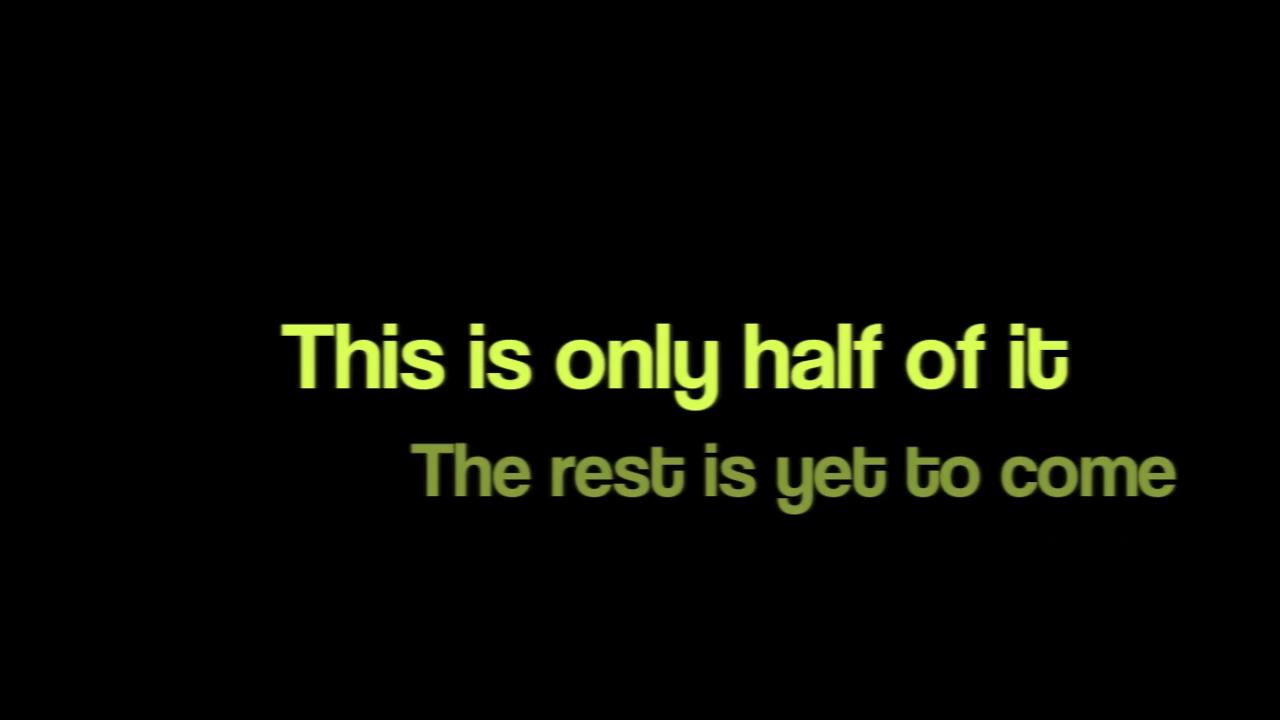 This is only half of it
The rest is yet to come